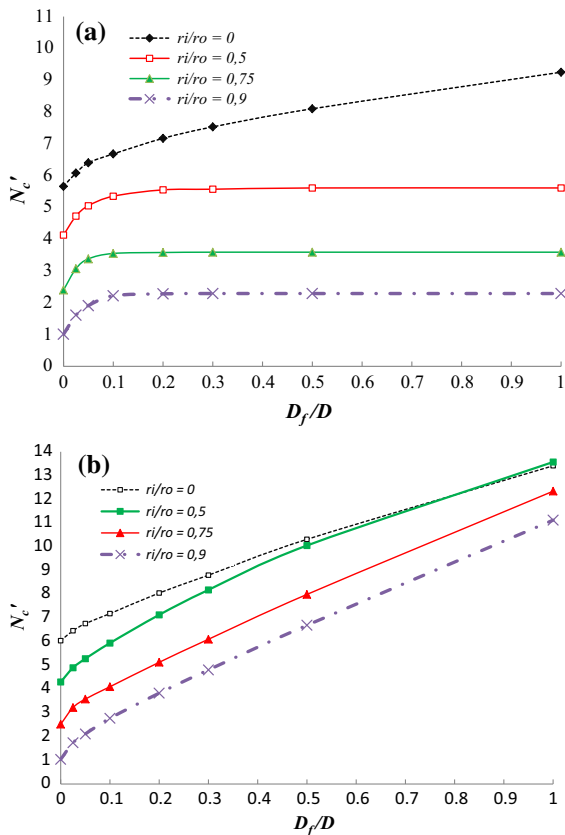 (a)
ri/ro = 0
ri/ro = 0,5
ri/ro = 0,75
ri/ro = 0,9
11
10
9
8
7
6
5
4
3
2
1
0
N_c'
0 0.1 0.2 0.3 0.4 0.5 0.6 0.7 0.8 0.9 1
D_f/D
(b)
ri/ro = 0
ri/ro = 0,5
ri/ro = 0,75
ri/ro = 0,9
14
13
12
11
10
9
8
7
6
5
4
3
2
1
0
N_c'
0 0.1 0.2 0.3 0.4 0.5 0.6 0.7 0.8 0.9 1
D_f/D